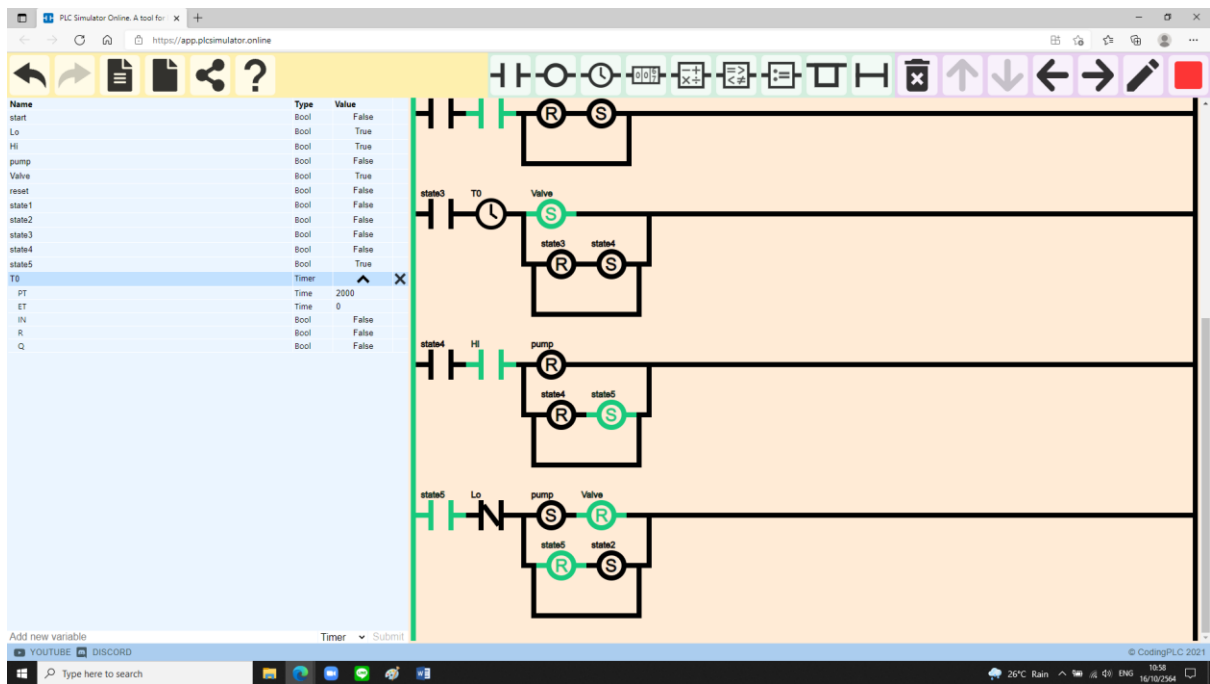 PLC Simulator Online. A tool for
https://app.plcsimulator.online
Name Type Value
start Bool False
Lo Bool True
Hi Bool True
pump Bool False
Valve Bool True
reset Bool False
state1 Bool False
state2 Bool False
state3 Bool False
state4 Bool False
state5 Bool True
T0 Timer
PT Time 2000
ET Time 0
IN Bool False
R Bool False
Q Bool False
R S
state3 T0 Valve
S
state3 state4
R S
state4 HI pump
R
state4 state5
R S
state5 Lo pump Valve
S R
state5 state2
R S
Add new variable Timer Submit
YOUTUBE DISCORD © CodingPLC 2021
Type here to search 26°C Rain ENG 10:58
16/10/2564